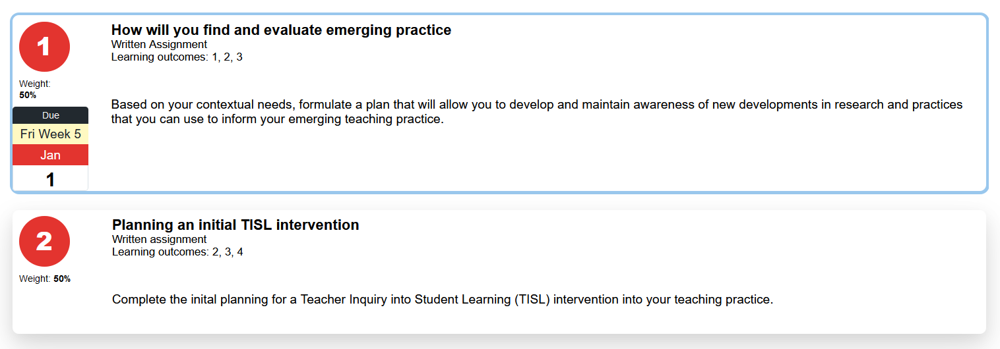 1
How will you find and evaluate emerging practice
Written Assignment
Learning outcomes: 1, 2, 3
Weight:
50%
Due
Fri Week 5
Jan
1
Based on your contextual needs, formulate a plan that will allow you to develop and maintain awareness of new developments in research and practices
that you can use to inform your emerging teaching practice.
2
Planning an initial TISL intervention
Written assignment
Learning outcomes: 2, 3, 4
Weight: 50%
Complete the inital planning for a Teacher Inquiry into Student Learning (TISL) intervention into your teaching practice.